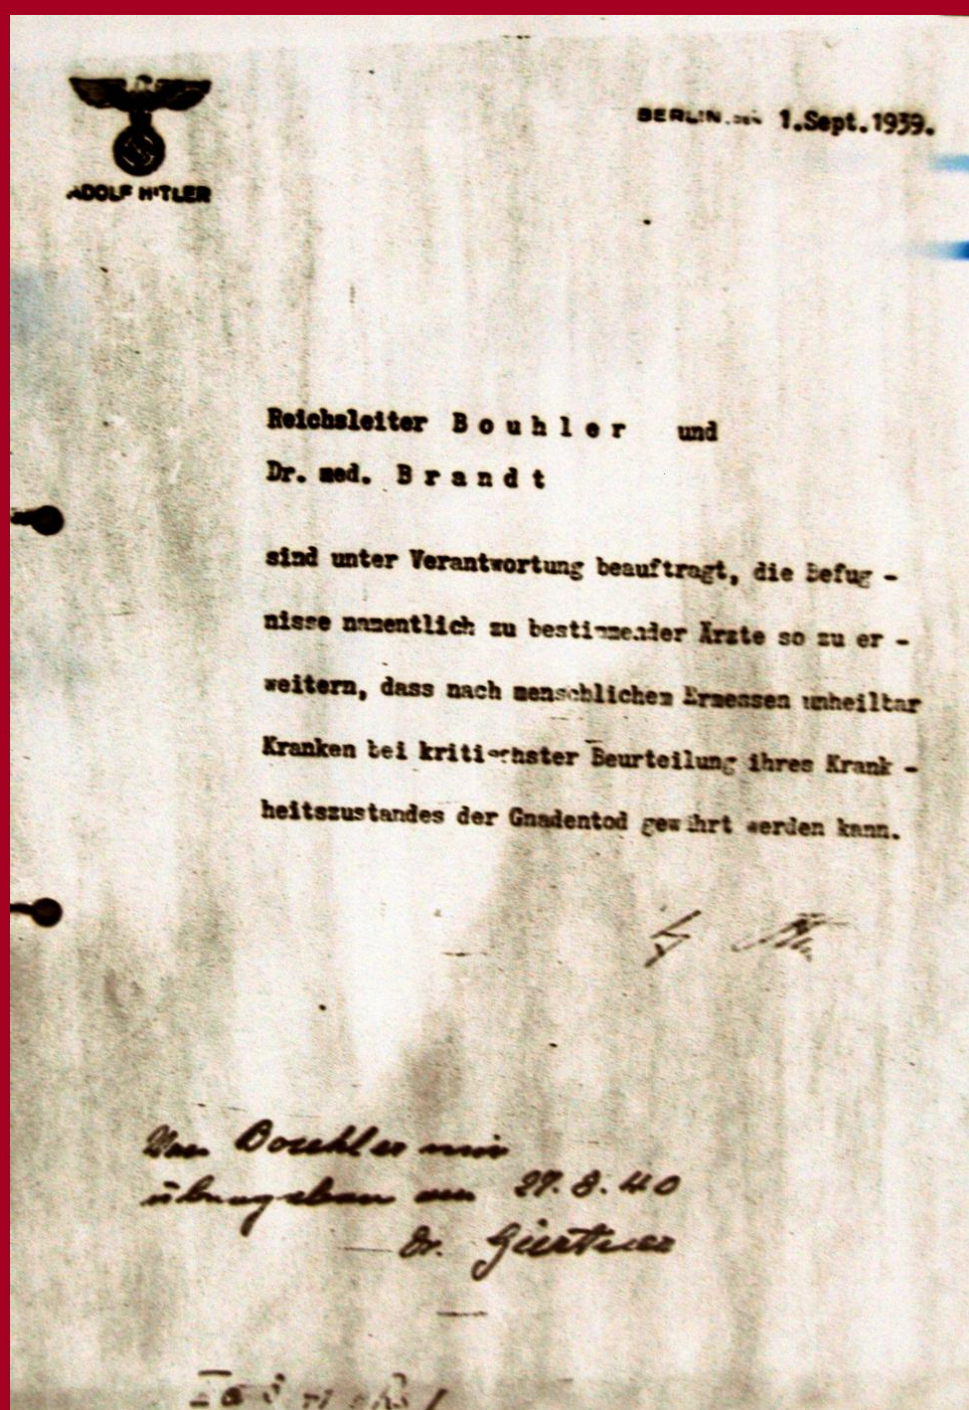 ADOLF HITLER
BERLIN, den 1.Sept.1939.
Reichsleiter B o u h l e r und
Dr. med. B r a n d t
sind unter Verantwortung beauftragt, die Befug -
nisse namentlich zu bestimmender Ärzte so zu er -
weitern, dass nach menschlichem Ermessen unheilbar
Kranken bei kritischster Beurteilung ihres Krank -
heitszustandes der Gnadentod gewährt werden kann.
Von Bouhler mir
übergeben am 27.8.40
Dr. Gürtner